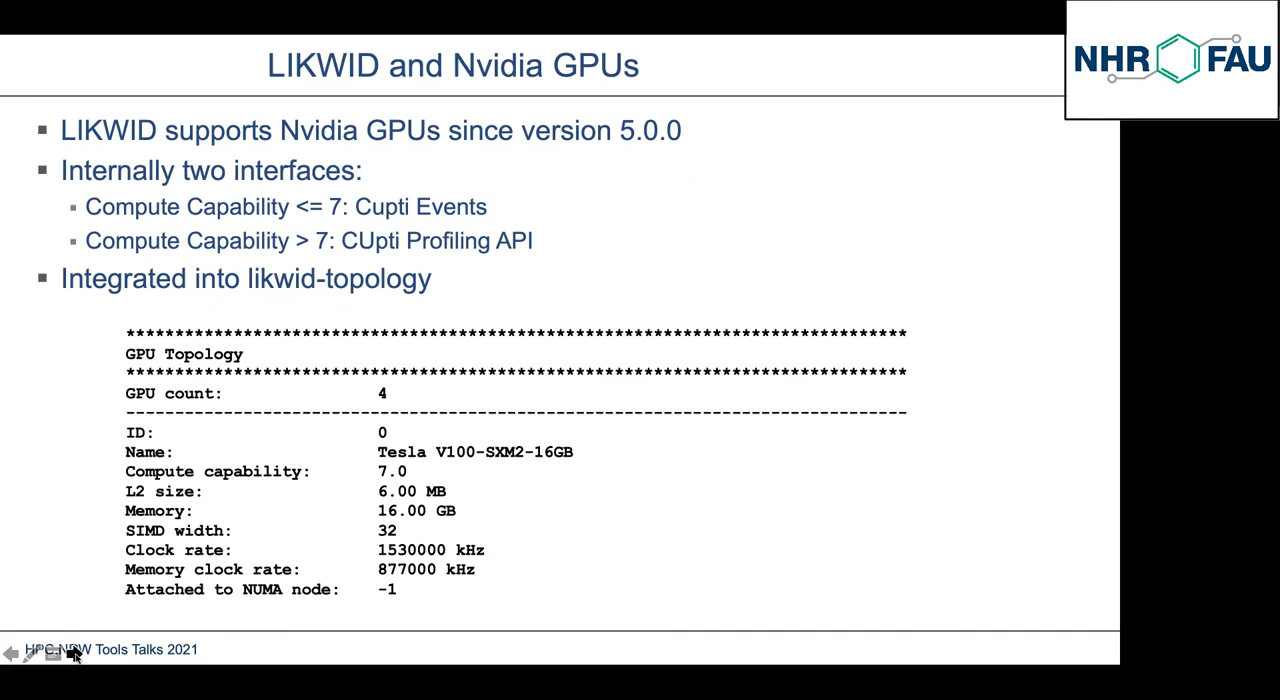 LIKWID and Nvidia GPUs
NHR FAU
LIKWID supports Nvidia GPUs since version 5.0.0
Internally two interfaces:
Compute Capability <= 7: Cupti Events
Compute Capability > 7: CUpti Profiling API
Integrated into likwid-topology
********************************************************************************
GPU Topology
********************************************************************************
GPU count: 4
--------------------------------------------------------------------------------
ID: 0
Name: Tesla V100-SXM2-16GB
Compute capability: 7.0
L2 size: 6.00 MB
Memory: 16.00 GB
SIMD width: 32
Clock rate: 1530000 kHz
Memory clock rate: 877000 kHz
Attached to NUMA node: -1
HPC.NRW Tools Talks 2021